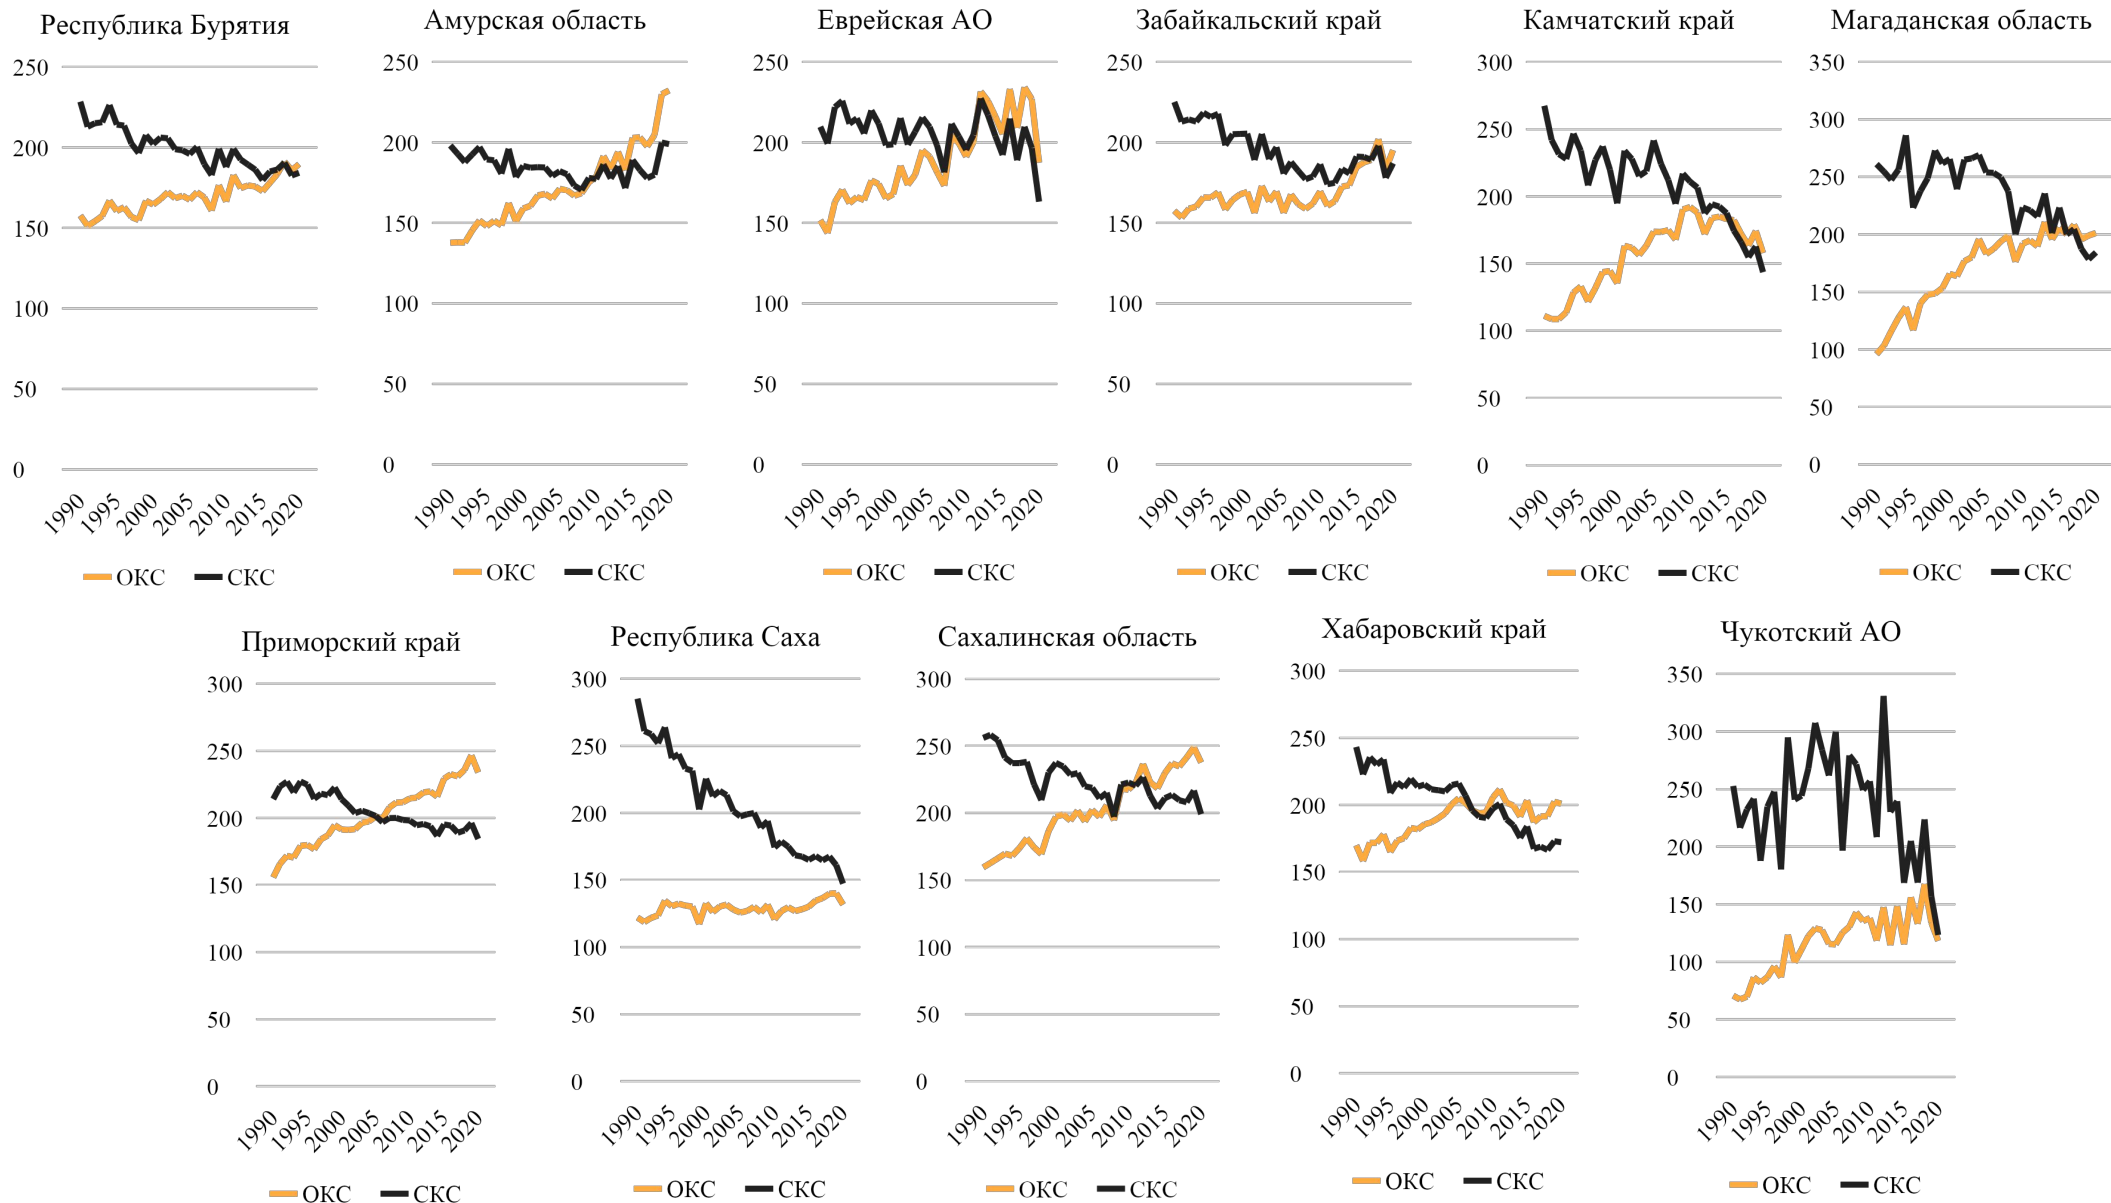 Республика Бурятия
250
200
150
100
50
0
1990 1995 2000 2005 2010 2015 2020
ОКС СКС
Амурская область
250
200
150
100
50
0
1990 1995 2000 2005 2010 2015 2020
ОКС СКС
Еврейская АО
250
200
150
100
50
0
1990 1995 2000 2005 2010 2015 2020
ОКС СКС
Забайкальский край
250
200
150
100
50
0
1990 1995 2000 2005 2010 2015 2020
ОКС СКС
Камчатский край
300
250
200
150
100
50
0
1990 1995 2000 2005 2010 2015 2020
ОКС СКС
Магаданская область
350
300
250
200
150
100
50
0
1990 1995 2000 2005 2010 2015 2020
ОКС СКС
Приморский край
300
250
200
150
100
50
0
1990 1995 2000 2005 2010 2015 2020
ОКС СКС
Республика Саха
300
250
200
150
100
50
0
1990 1995 2000 2005 2010 2015 2020
ОКС СКС
Сахалинская область
300
250
200
150
100
50
0
1990 1995 2000 2005 2010 2015 2020
ОКС СКС
Хабаровский край
300
250
200
150
100
50
0
1990 1995 2000 2005 2010 2015 2020
ОКС СКС
Чукотский АО
350
300
250
200
150
100
50
0
1990 1995 2000 2005 2010 2015 2020
ОКС СКС